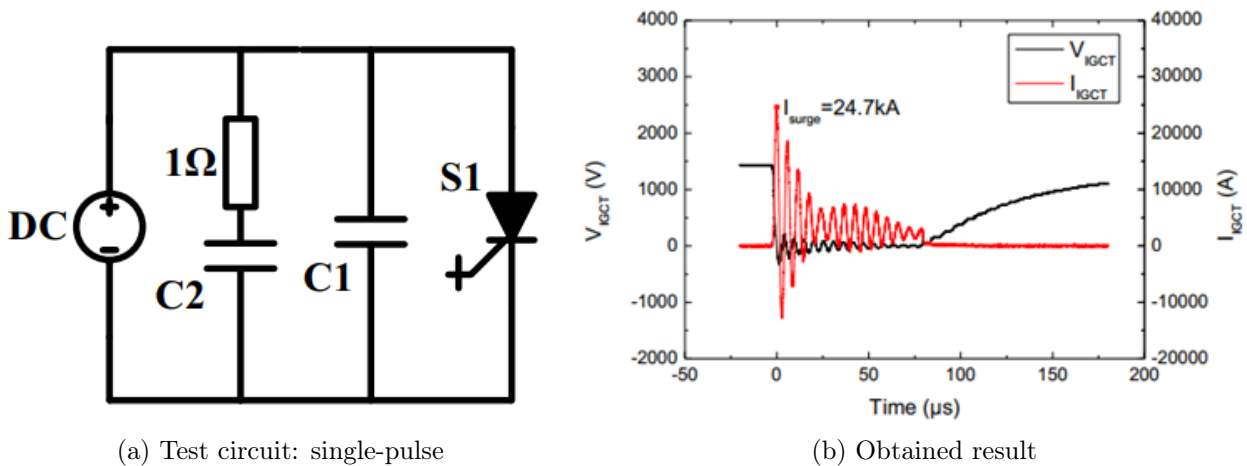 1Ω
S1
DC
C2
C1
(a) Test circuit: single-pulse
4000
3000
2000
1000
0
-1000
-2000
V_IGCT (V)
40000
30000
20000
10000
0
-10000
-20000
I_IGCT (A)
V_IGCT
I_IGCT
I_surge=24.7kA
-50 0 50 100 150 200
Time (µs)
(b) Obtained result